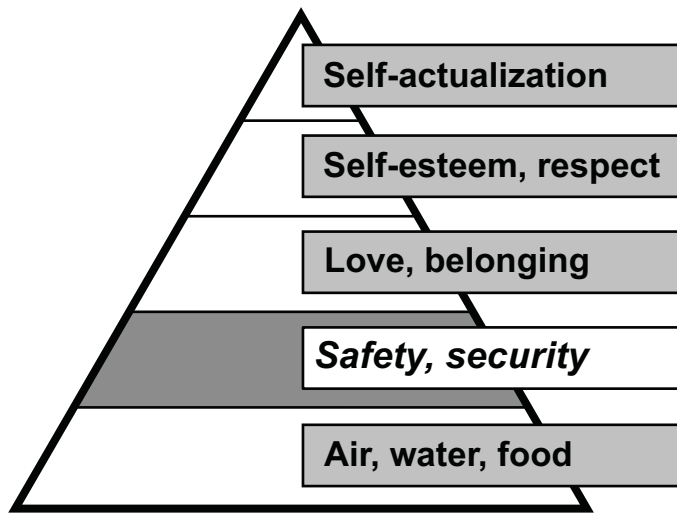 Self-actualization
Self-esteem, respect
Love, belonging
Safety, security
Air, water, food